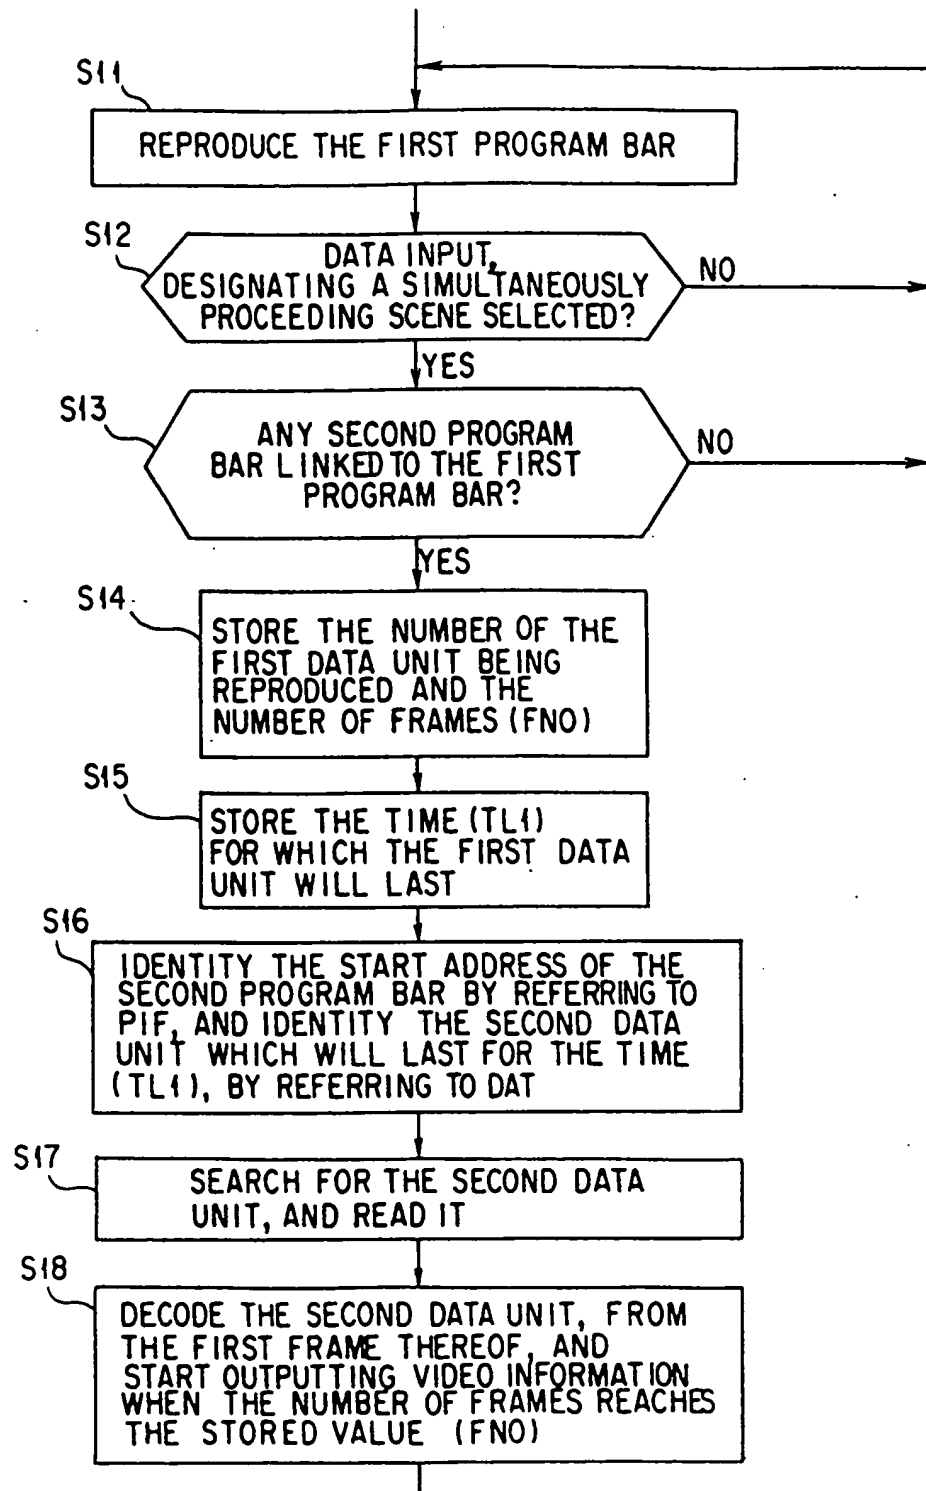 S11
REPRODUCE THE FIRST PROGRAM BAR
S12
DATA INPUT,
DESIGNATING A SIMULTANEOUSLY
PROCEEDING SCENE SELECTED?
NO
YES
S13
ANY SECOND PROGRAM
BAR LINKED TO THE FIRST
PROGRAM BAR?
NO
YES
S14
STORE THE NUMBER OF THE
FIRST DATA UNIT BEING
REPRODUCED AND THE
NUMBER OF FRAMES (FNO)
S15
STORE THE TIME (TL1)
FOR WHICH THE FIRST DATA
UNIT WILL LAST
S16
IDENTITY THE START ADDRESS OF THE
SECOND PROGRAM BAR BY REFERRING TO
PIF, AND IDENTITY THE SECOND DATA
UNIT WHICH WILL LAST FOR THE TIME
(TL1), BY REFERRING TO DAT
S17
SEARCH FOR THE SECOND DATA
UNIT, AND READ IT
S18
DECODE THE SECOND DATA UNIT, FROM
THE FIRST FRAME THEREOF, AND
START OUTPUTTING VIDEO INFORMATION
WHEN THE NUMBER OF FRAMES REACHES
THE STORED VALUE (FNO)